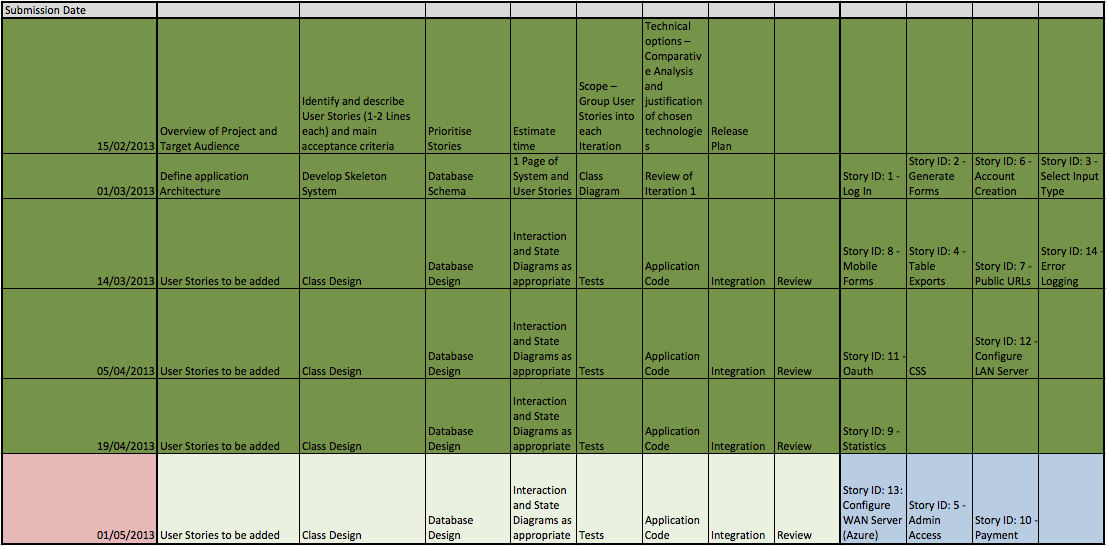 Submission Date
15/02/2013
Overview of Project and
Target Audience
Identify and describe
User Stories (1-2 Lines
each) and main
acceptance criteria
Prioritise
Stories
Estimate
time
Scope –
Group User
Stories into
each
Iteration
Technical
options –
Comparativ
e Analysis
and
justification
of chosen
technologie
s
Release
Plan
01/03/2013
Define application
Architecture
Develop Skeleton
System
Database
Schema
1 Page of
System and
User Stories
Class
Diagram
Review of
Iteration 1
Story ID: 1 -
Log In
Story ID: 2 -
Generate
Forms
Story ID: 6 -
Account
Creation
Story ID: 3 -
Select Input
Type
14/03/2013
User Stories to be added
Class Design
Database
Design
Interaction
and State
Diagrams as
appropriate
Tests
Application
Code
Integration
Review
Story ID: 8 -
Mobile
Forms
Story ID: 4 -
Table
Exports
Story ID: 7 -
Public URLs
Story ID: 14 -
Error
Logging
05/04/2013
User Stories to be added
Class Design
Database
Design
Interaction
and State
Diagrams as
appropriate
Tests
Application
Code
Integration
Review
Story ID: 11 -
Oauth
CSS
Story ID: 12 -
Configure
LAN Server
19/04/2013
User Stories to be added
Class Design
Database
Design
Interaction
and State
Diagrams as
appropriate
Tests
Application
Code
Integration
Review
Story ID: 9 -
Statistics
01/05/2013
User Stories to be added
Class Design
Database
Design
Interaction
and State
Diagrams as
appropriate
Tests
Application
Code
Integration
Review
Story ID: 13:
Configure
WAN Server
(Azure)
Story ID: 5 -
Admin
Access
Story ID: 10 -
Payment